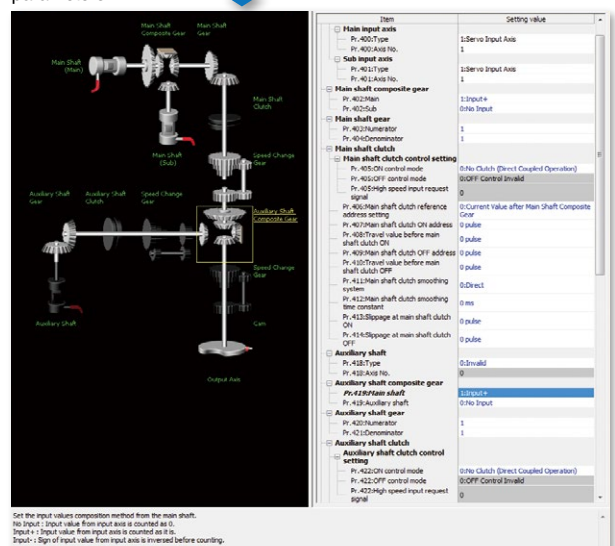 parameters
Main Shaft
Composite Gear
Main Shaft
Gear
Main Shaft
(Main)
Main Shaft
Clutch
Main Shaft
(Sub)
Speed Change
Gear
Auxiliary Shaft
Gear
Auxiliary Shaft
Clutch
Speed Change
Gear
Auxiliary Shaft
Composite Gear
Speed Change
Gear
Auxiliary Shaft
Cam
Output Axis
Item Setting value
Main input axis
Pr.400:Type 1:Servo Input Axis
Pr.400:Axis No. 1
Sub input axis
Pr.401:Type 1:Servo Input Axis
Pr.401:Axis No. 1
Main shaft composite gear
Pr.402:Main 1:Input+
Pr.402:Sub 0:No Input
Main shaft gear
Pr.403:Numerator 1
Pr.404:Denominator 1
Main shaft clutch
Main shaft clutch control setting
Pr.405:ON control mode 0:No Clutch (Direct Coupled Operation)
Pr.405:OFF control mode 0:OFF Control Invalid
Pr.405:High speed input request
signal 0
Pr.406:Main shaft clutch reference
address setting 0:Current Value after Main Shaft Composite
Gear
Pr.407:Main shaft clutch ON address 0 pulse
Pr.408:Travel value before main
shaft clutch ON 0 pulse
Pr.409:Main shaft clutch OFF address 0 pulse
Pr.410:Travel value before main
shaft clutch OFF 0 pulse
Pr.411:Main shaft clutch smoothing
system 0:Direct
Pr.412:Main shaft clutch smoothing
time constant 0 ms
Pr.413:Slippage at main shaft clutch
ON 0 pulse
Pr.414:Slippage at main shaft clutch
OFF 0 pulse
Auxiliary shaft
Pr.418:Type 0:Invalid
Pr.418:Axis No. 0
Auxiliary shaft composite gear
Pr.419:Main shaft 1:Input+
Pr.419:Auxiliary shaft 0:No Input
Auxiliary shaft gear
Pr.420:Numerator 1
Pr.421:Denominator 1
Auxiliary shaft clutch
Auxiliary shaft clutch control
setting
Pr.422:ON control mode 0:No Clutch (Direct Coupled Operation)
Pr.422:OFF control mode 0:OFF Control Invalid
Pr.422:High speed input request
signal 0
Set the input values composition method from the main shaft.
No Input : Input value from input axis is counted as 0.
Input+ : Input value from input axis is counted as it is.
Input- : Sign of input value from input axis is inversed before counting.